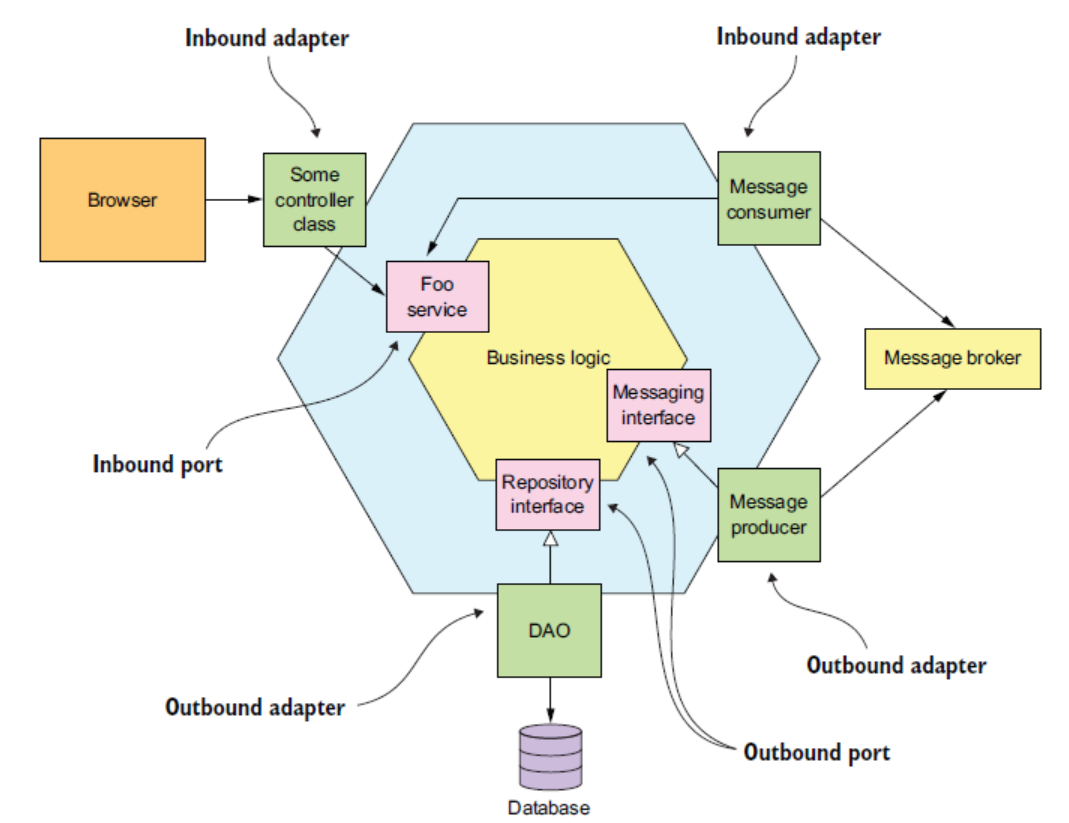 Inbound adapter
Inbound adapter
Browser
Some
controller
class
Message
consumer
Foo
service
Business logic
Message broker
Messaging
interface
Inbound port
Repository
interface
Message
producer
DAO
Outbound adapter
Outbound adapter
Outbound port
Database